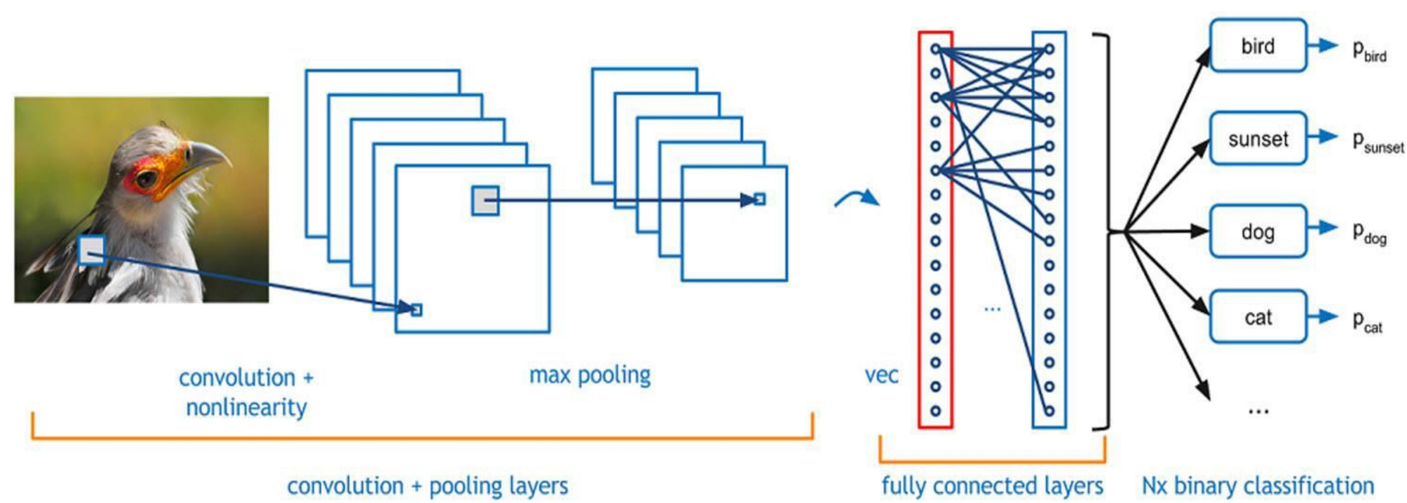 convolution +
nonlinearity
max pooling
vec
convolution + pooling layers
fully connected layers
Nx binary classification
bird
p_bird
sunset
p_sunset
dog
p_dog
cat
p_cat
...
...